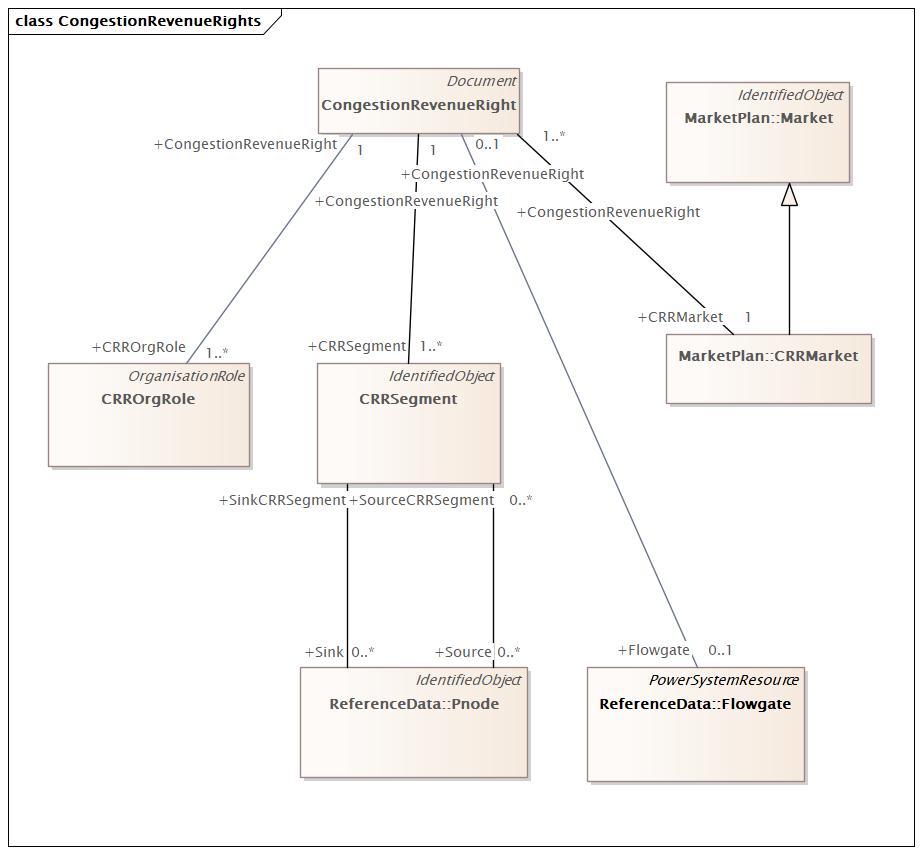 class CongestionRevenueRights
Document
CongestionRevenueRight
IdentifiedObject
MarketPlan::Market
+CongestionRevenueRight
1
1
0..1
1..*
+CongestionRevenueRight
+CongestionRevenueRight
+CongestionRevenueRight
+CRRMarket
1
+CRROrgRole
1..*
+CRRSegment
1..*
MarketPlan::CRRMarket
OrganisationRole
CRROrgRole
IdentifiedObject
CRRSegment
+SinkCRRSegment
+SourceCRRSegment
0..*
+Sink
0..*
+Source
0..*
+Flowgate
0..1
IdentifiedObject
ReferenceData::Pnode
PowerSystemResource
ReferenceData::Flowgate